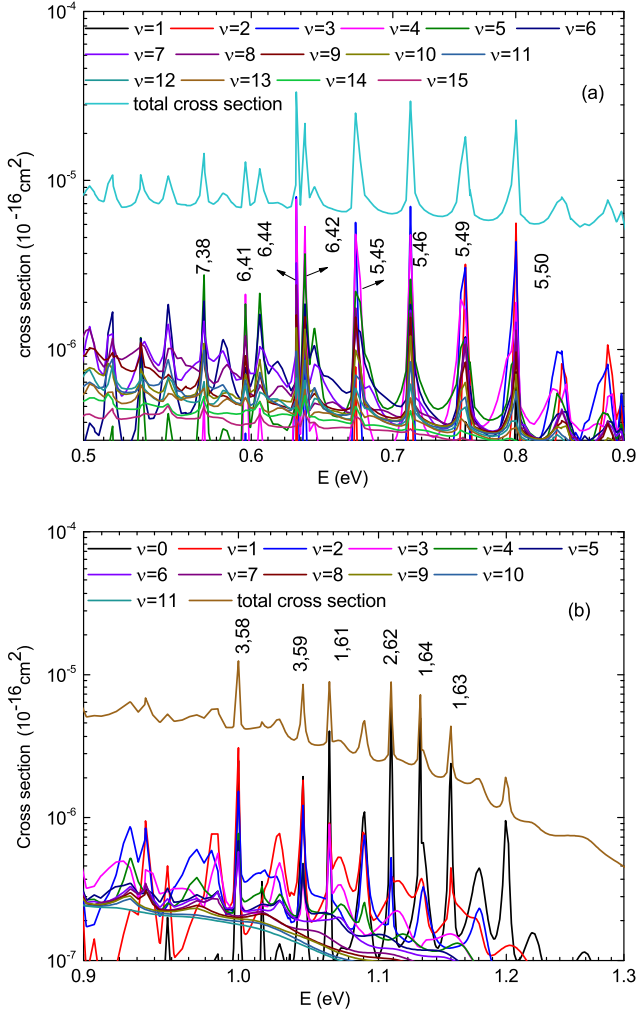 10⁻⁴
ν=1 ν=2 ν=3 ν=4 ν=5 ν=6
ν=7 ν=8 ν=9 ν=10 ν=11
ν=12 ν=13 ν=14 ν=15
total cross section
(a)
10⁻⁵
10⁻⁶
cross section (10⁻¹⁶cm²)
7,38
6,41
6,44
6,42
5,45
5,46
5,49
5,50
0.5 0.6 0.7 0.8 0.9
E (eV)
10⁻⁴
ν=0 ν=1 ν=2 ν=3 ν=4 ν=5
ν=6 ν=7 ν=8 ν=9 ν=10
ν=11 total cross section
(b)
10⁻⁵
10⁻⁶
10⁻⁷
Cross section (10⁻¹⁶cm²)
3,58
3,59
1,61
2,62
1,64
1,63
0.9 1.0 1.1 1.2 1.3
E (eV)